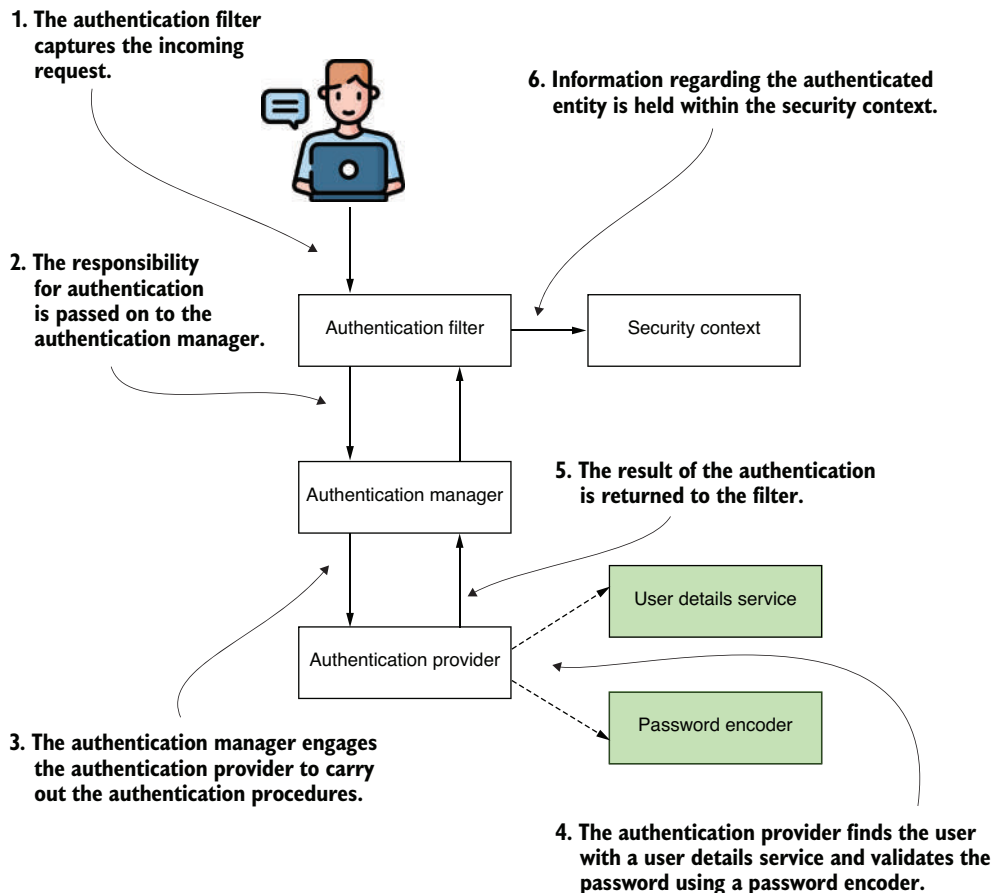 1. The authentication filter
captures the incoming
request.
6. Information regarding the authenticated
entity is held within the security context.
2. The responsibility
for authentication
is passed on to the
authentication manager.
Authentication filter
Security context
Authentication manager
5. The result of the authentication
is returned to the filter.
User details service
Authentication provider
Password encoder
3. The authentication manager engages
the authentication provider to carry
out the authentication procedures.
4. The authentication provider finds the user
with a user details service and validates the
password using a password encoder.